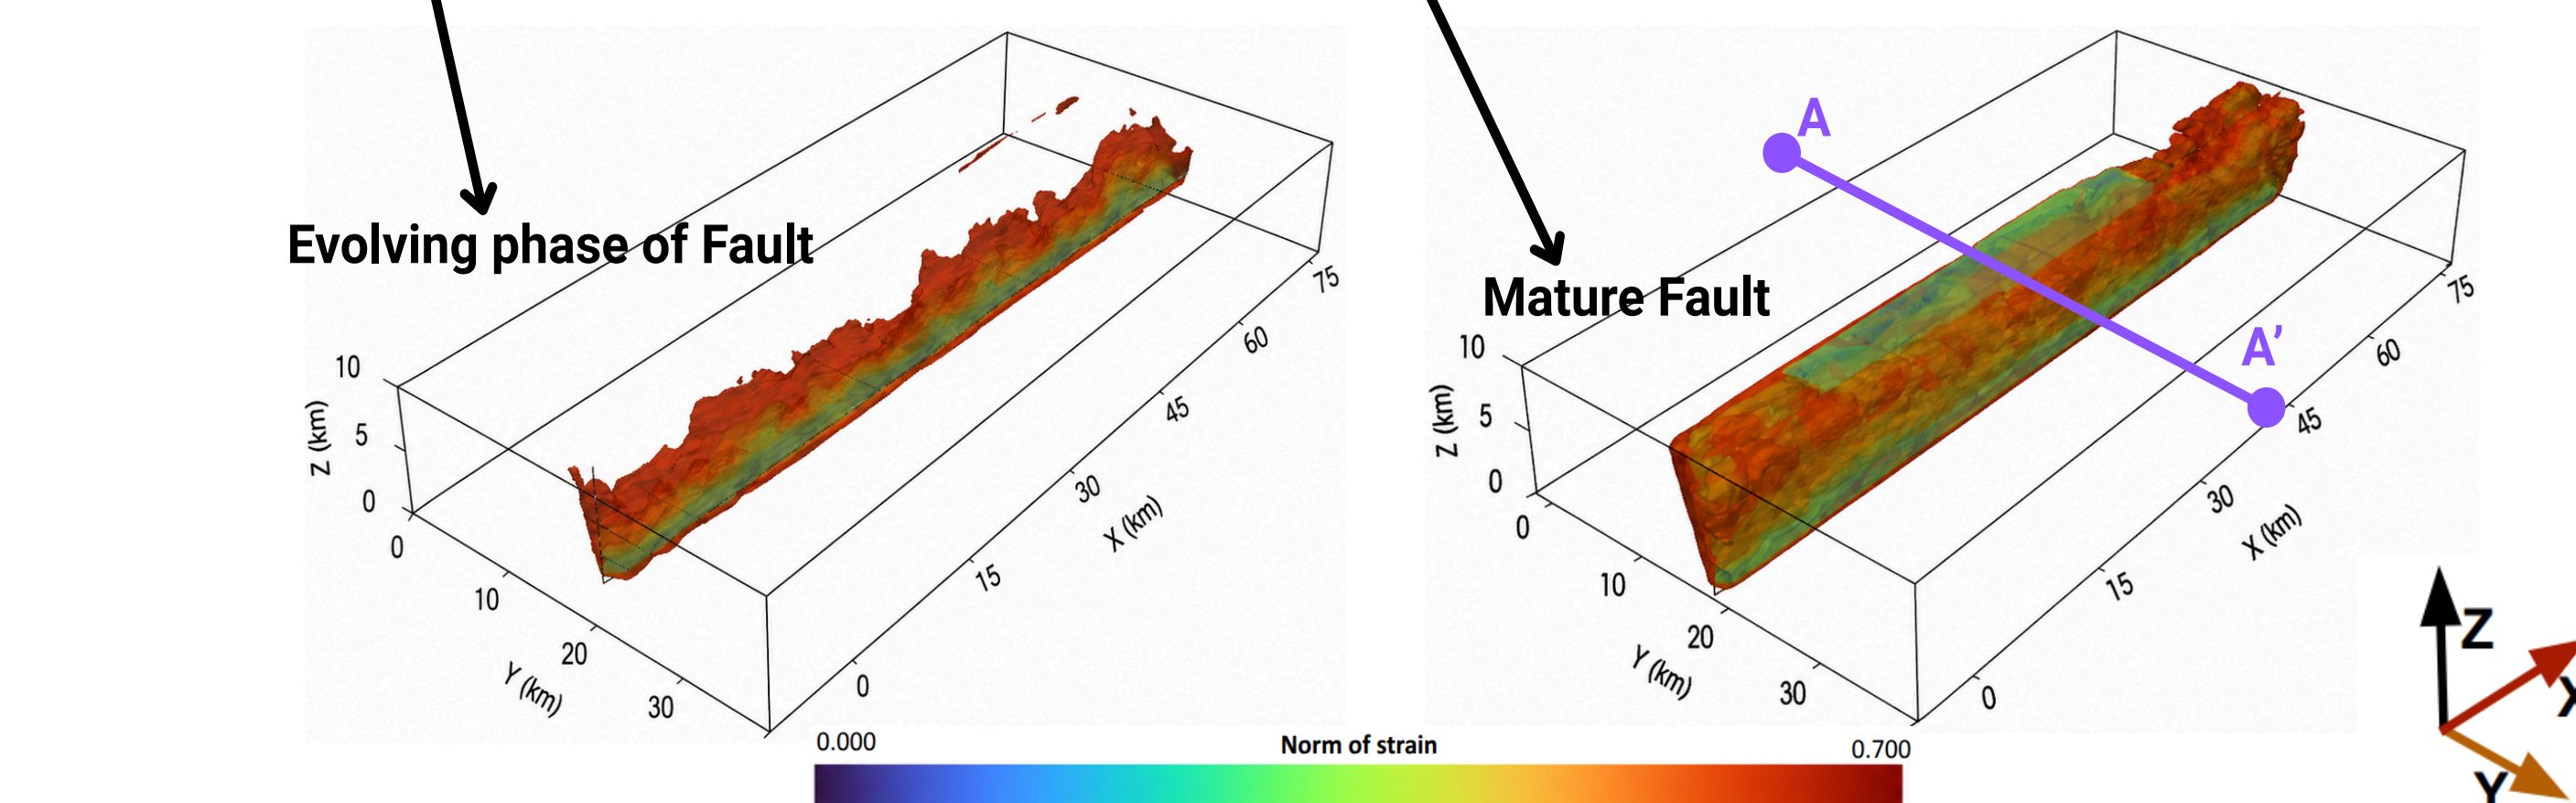 Evolving phase of Fault
10
5
0
Z (km)
0
10
20
30
Y (km)
0
15
30
45
60
75
X (km)
A
A’
Mature Fault
10
5
0
Z (km)
0
10
20
30
Y (km)
0
15
30
45
60
75
X (km)
0.000
Norm of strain
0.700
Z
X
Y